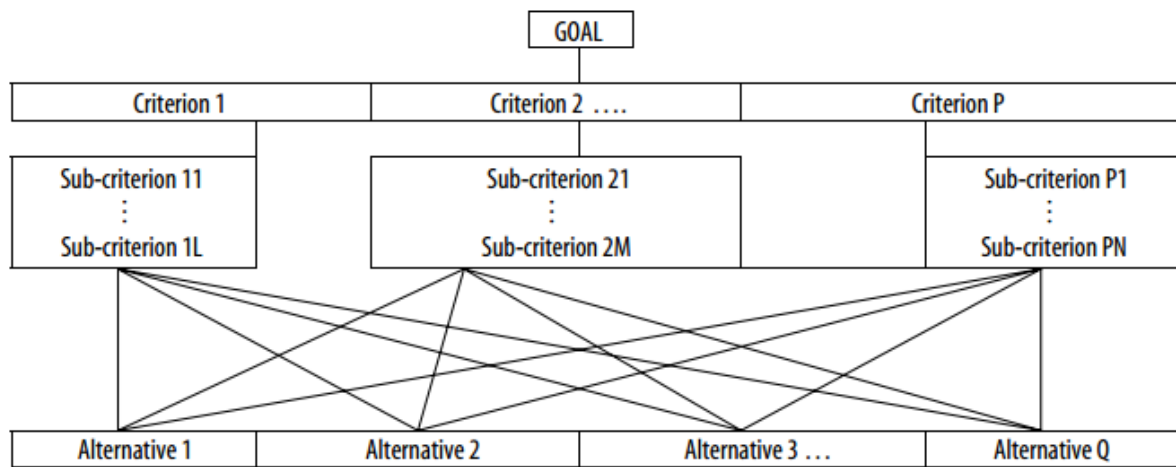 GOAL
Criterion 1 Criterion 2 .... Criterion P
Sub-criterion 11 Sub-criterion 21 Sub-criterion P1
⋮ ⋮ ⋮
Sub-criterion 1L Sub-criterion 2M Sub-criterion PN
Alternative 1 Alternative 2 Alternative 3 ... Alternative Q